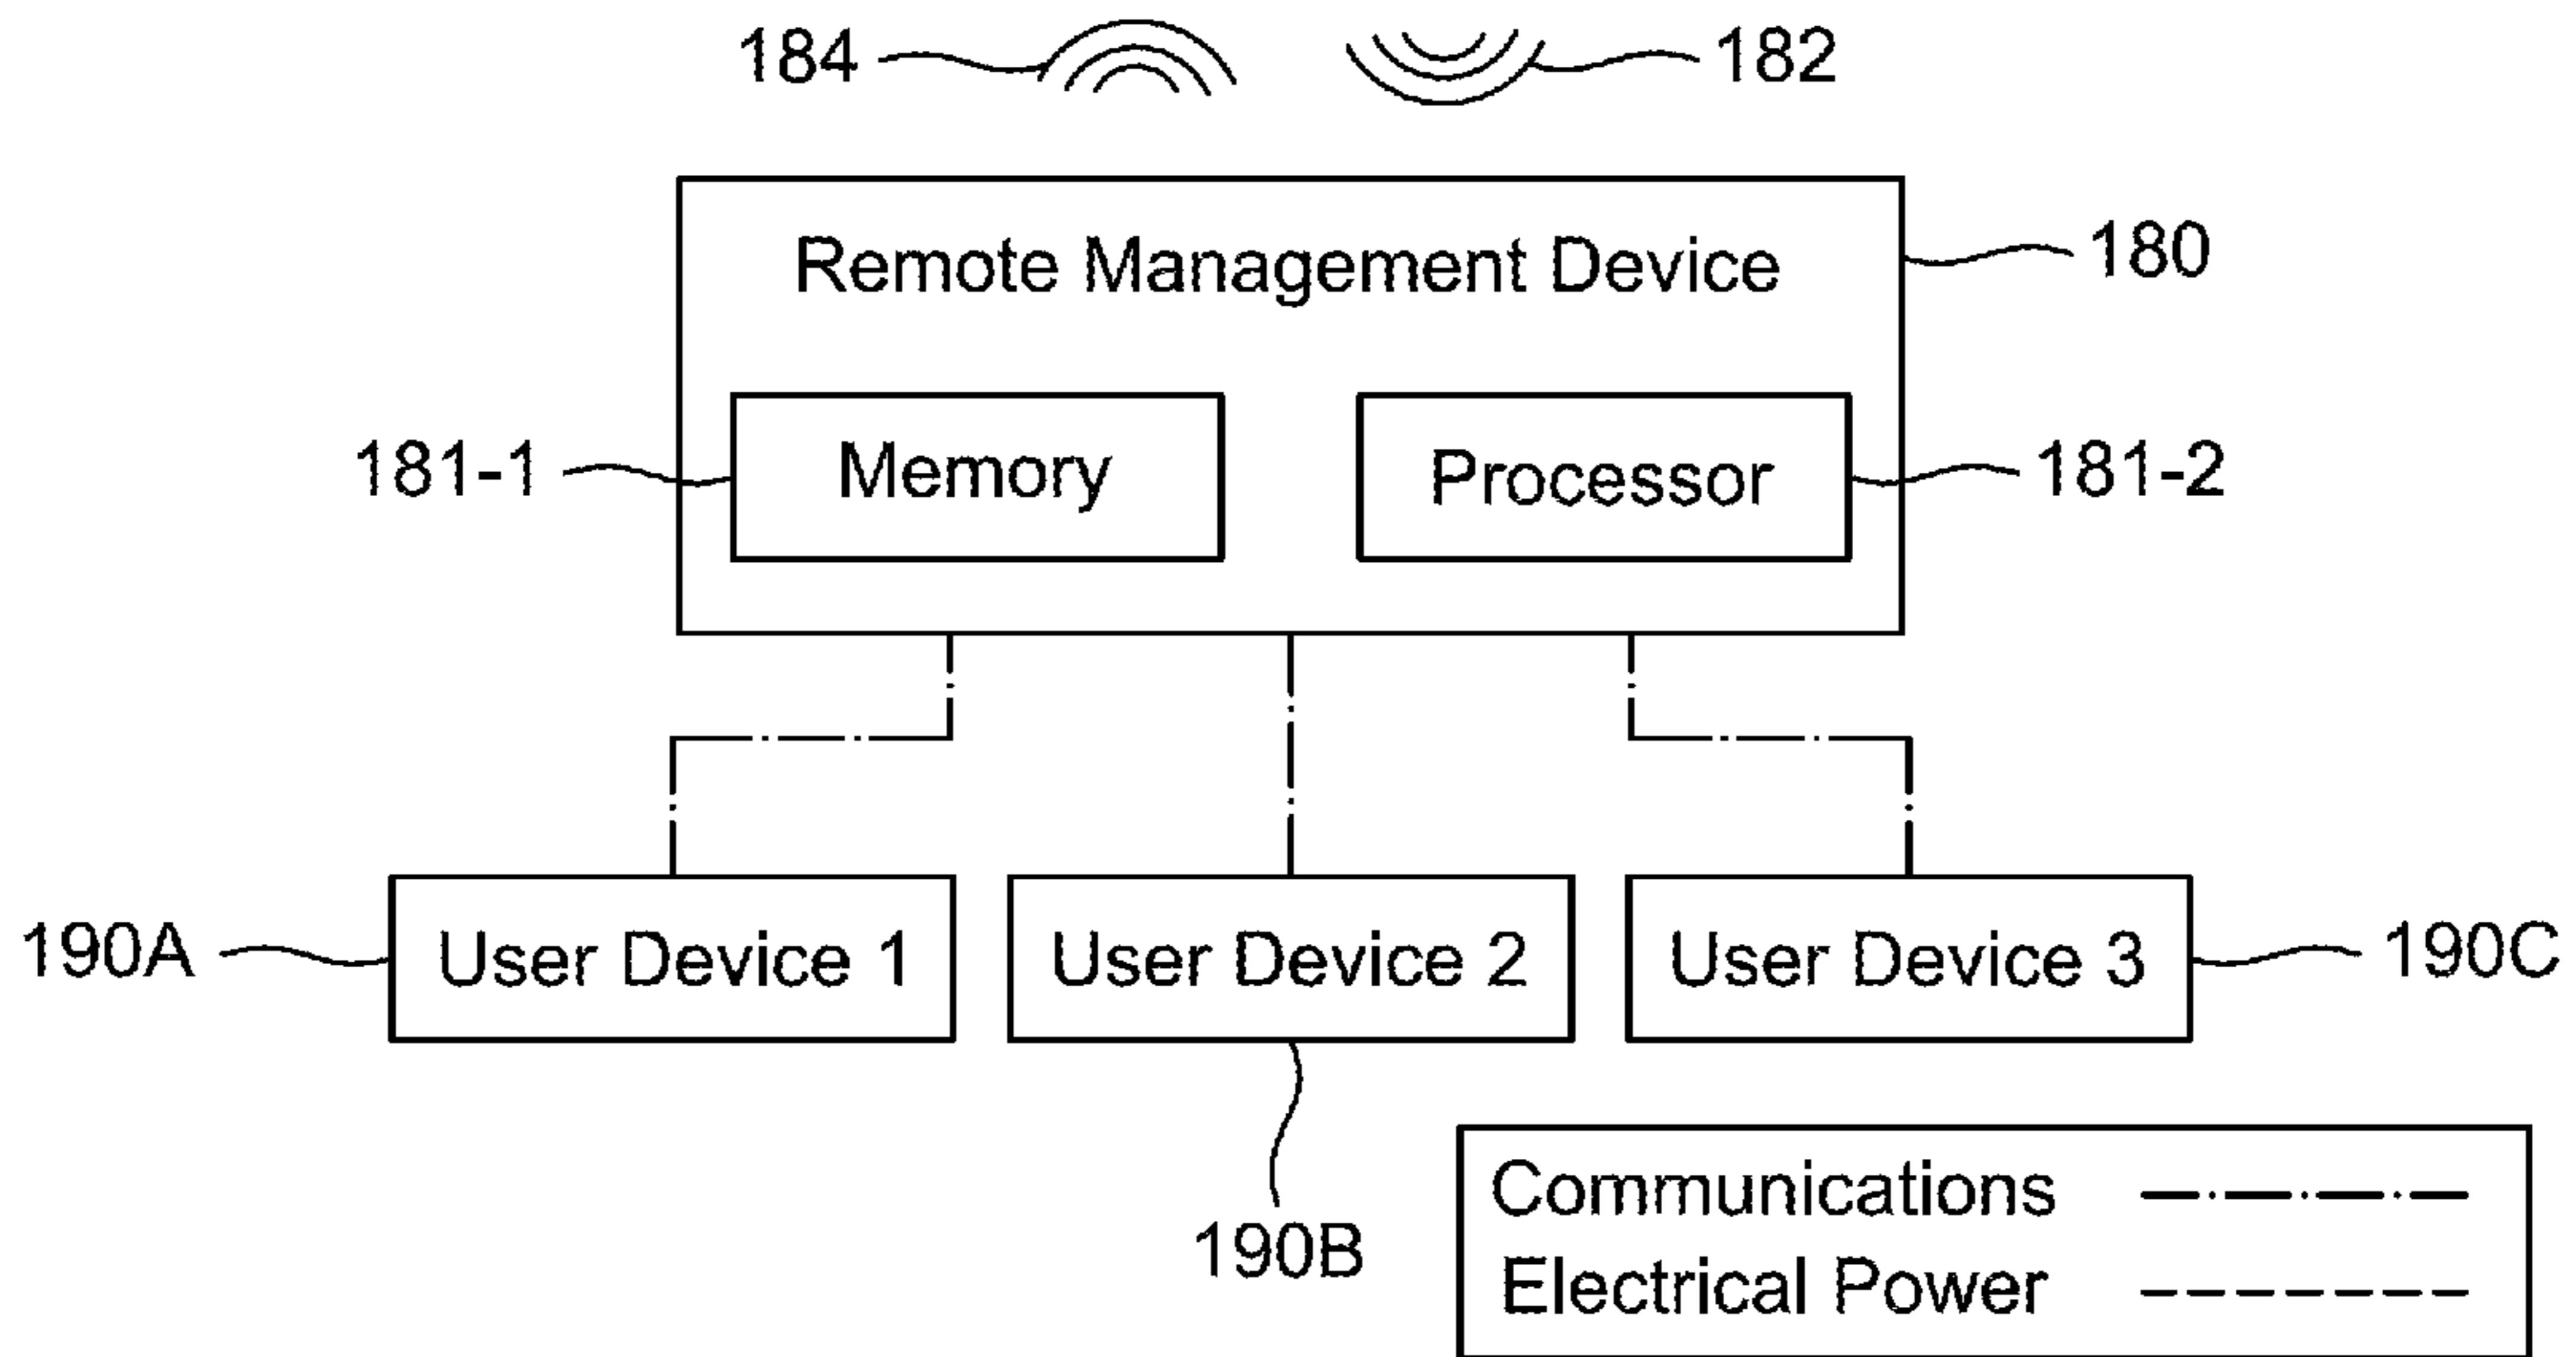 184
182
Remote Management Device
180
181-1
Memory
Processor
181-2
190A
User Device 1
User Device 2
User Device 3
190C
190B
Communications
Electrical Power